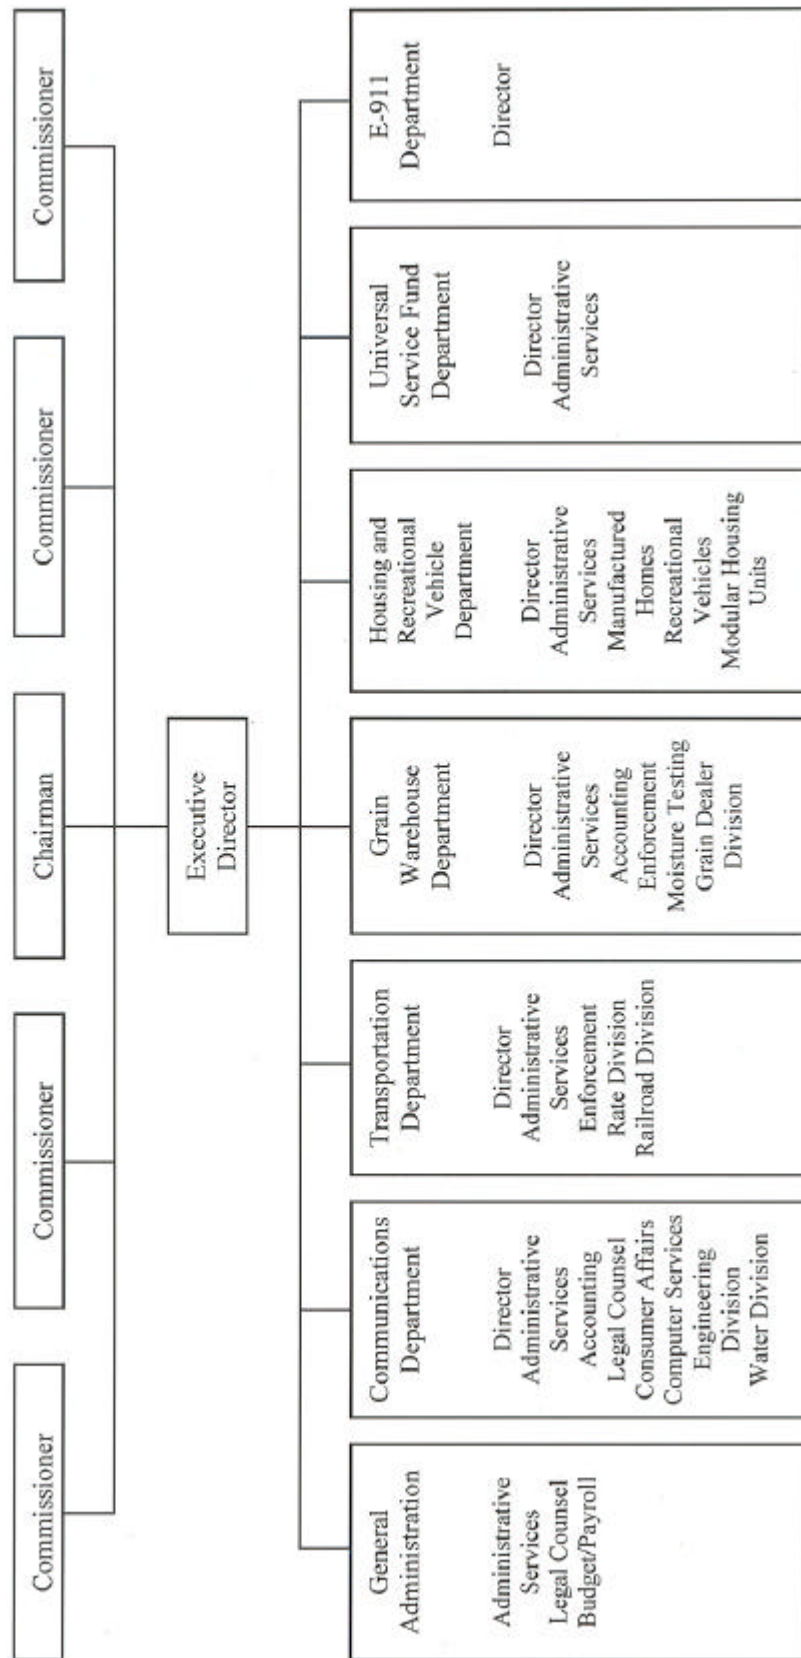 Commissioner
Commissioner
Chairman
Commissioner
Commissioner
Executive
Director
General
Administration
Administrative
Services
Legal Counsel
Budget/Payroll
Communications
Department
Director
Administrative
Services
Accounting
Legal Counsel
Consumer Affairs
Computer Services
Engineering
Division
Water Division
Transportation
Department
Director
Administrative
Services
Enforcement
Rate Division
Railroad Division
Grain
Warehouse
Department
Director
Administrative
Services
Accounting
Enforcement
Moisture Testing
Grain Dealer
Division
Housing and
Recreational
Vehicle
Department
Director
Administrative
Services
Manufactured
Homes
Recreational
Vehicles
Modular Housing
Units
Universal
Service Fund
Department
Director
Administrative
Services
E-911
Department
Director